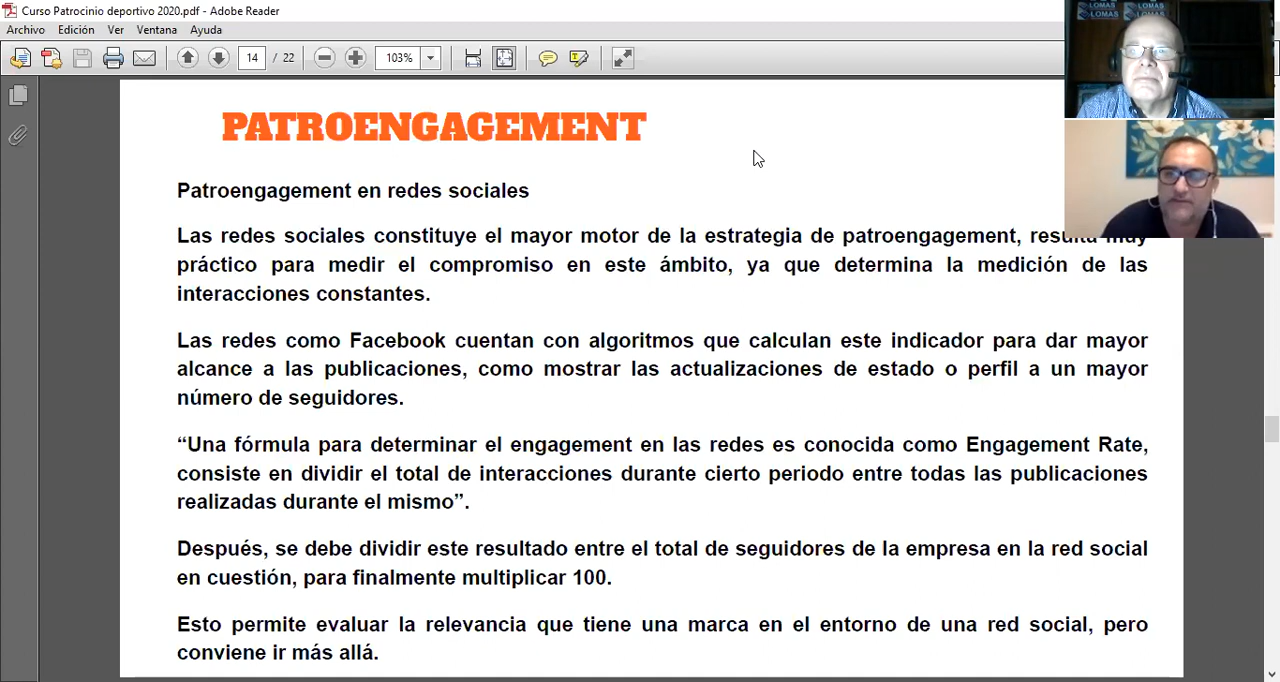 Curso Patrocinio deportivo 2020.pdf - Adobe Reader
Archivo Edición Ver Ventana Ayuda
14 / 22 103%
LOMAS LOMAS
LOMAS LOMAS
PATROENGAGEMENT
Patroengagement en redes sociales
Las redes sociales constituye el mayor motor de la estrategia de patroengagement, resulta muy
práctico para medir el compromiso en este ámbito, ya que determina la medición de las
interacciones constantes.
Las redes como Facebook cuentan con algoritmos que calculan este indicador para dar mayor
alcance a las publicaciones, como mostrar las actualizaciones de estado o perfil a un mayor
número de seguidores.
“Una fórmula para determinar el engagement en las redes es conocida como Engagement Rate,
consiste en dividir el total de interacciones durante cierto periodo entre todas las publicaciones
realizadas durante el mismo”.
Después, se debe dividir este resultado entre el total de seguidores de la empresa en la red social
en cuestión, para finalmente multiplicar 100.
Esto permite evaluar la relevancia que tiene una marca en el entorno de una red social, pero
conviene ir más allá.